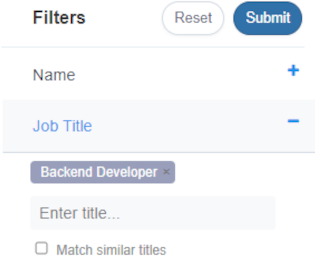 Filters Reset Submit
Name +
Job Title −
Backend Developer ×
Enter title...
Match similar titles